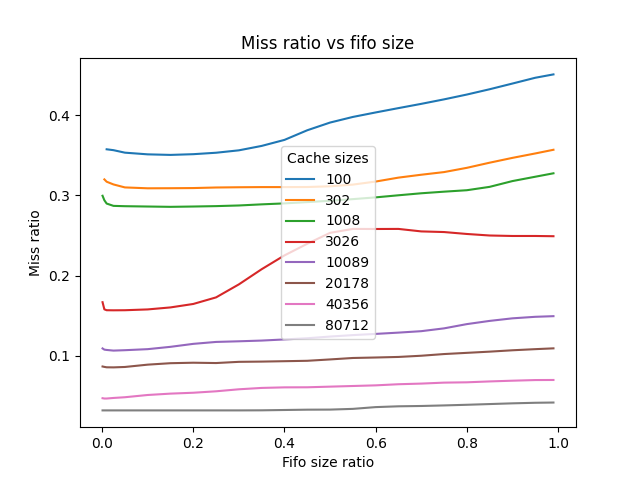 Miss ratio vs fifo size
Miss ratio
0.4
0.3
0.2
0.1
Cache sizes
100
302
1008
3026
10089
20178
40356
80712
0.0 0.2 0.4 0.6 0.8 1.0
Fifo size ratio